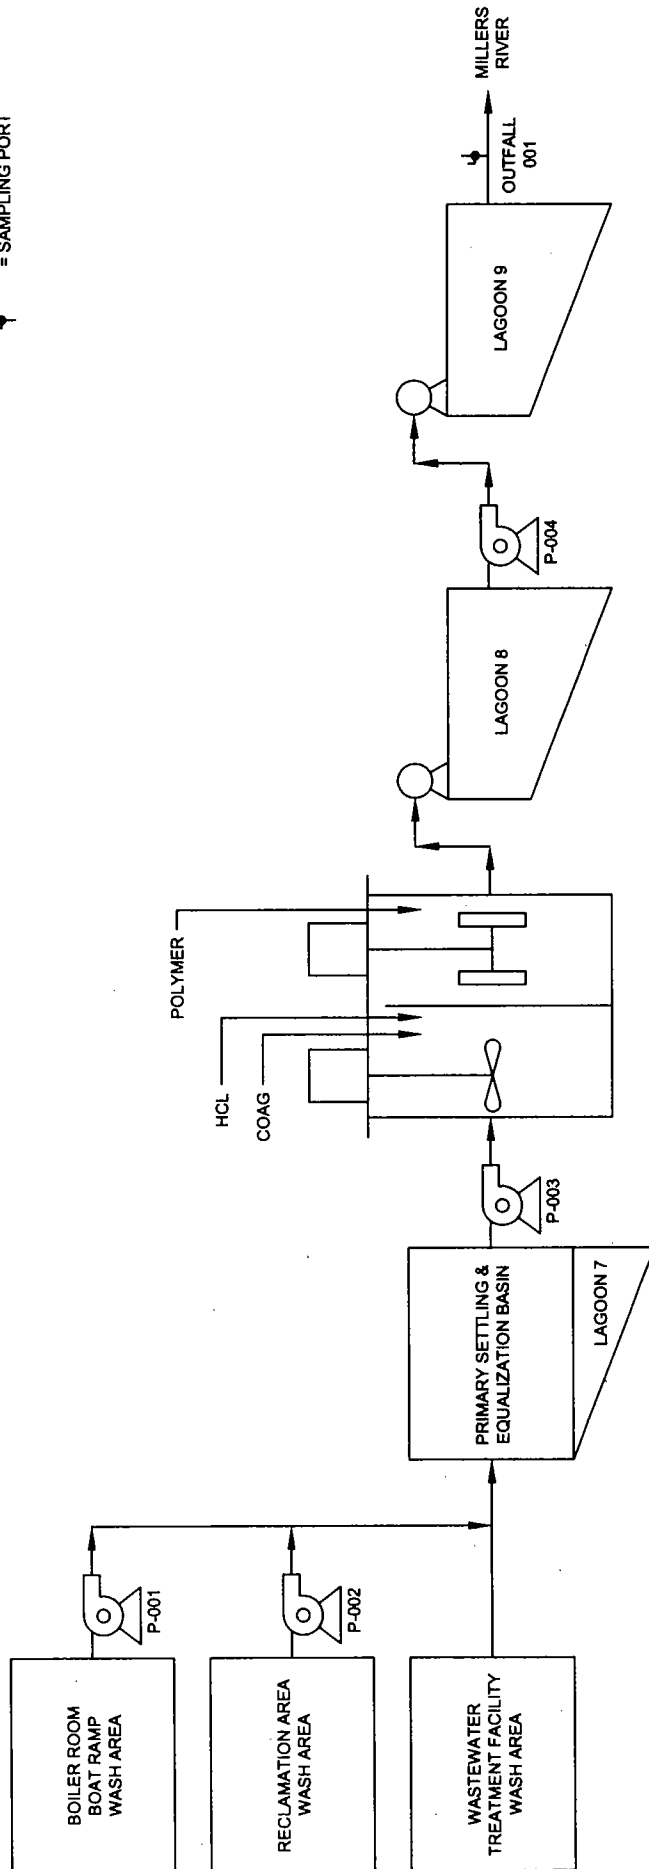 = SAMPLING PORT
BOILER ROOM
BOAT RAMP
WASH AREA
P-001
RECLAMATION AREA
WASH AREA
P-002
WASTEWATER
TREATMENT FACILITY
WASH AREA
PRIMARY SETTLING &
EQUALIZATION BASIN
LAGOON 7
P-003
HCL
COAG
POLYMER
LAGOON 8
P-004
LAGOON 9
OUTFALL
001
MILLERS
RIVER